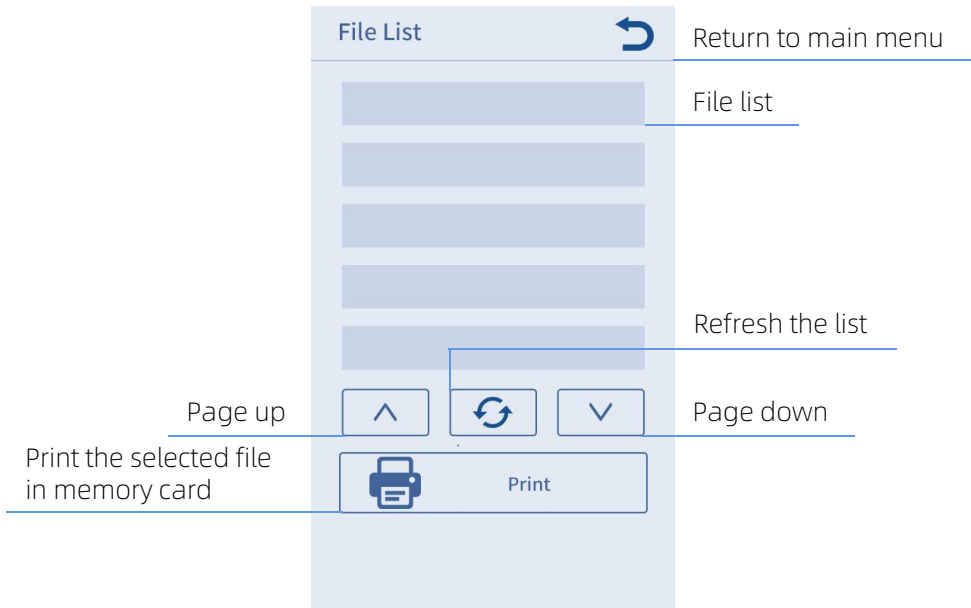 File List
Return to main menu
File list
Refresh the list
Page up
Page down
Print the selected file
in memory card
Print